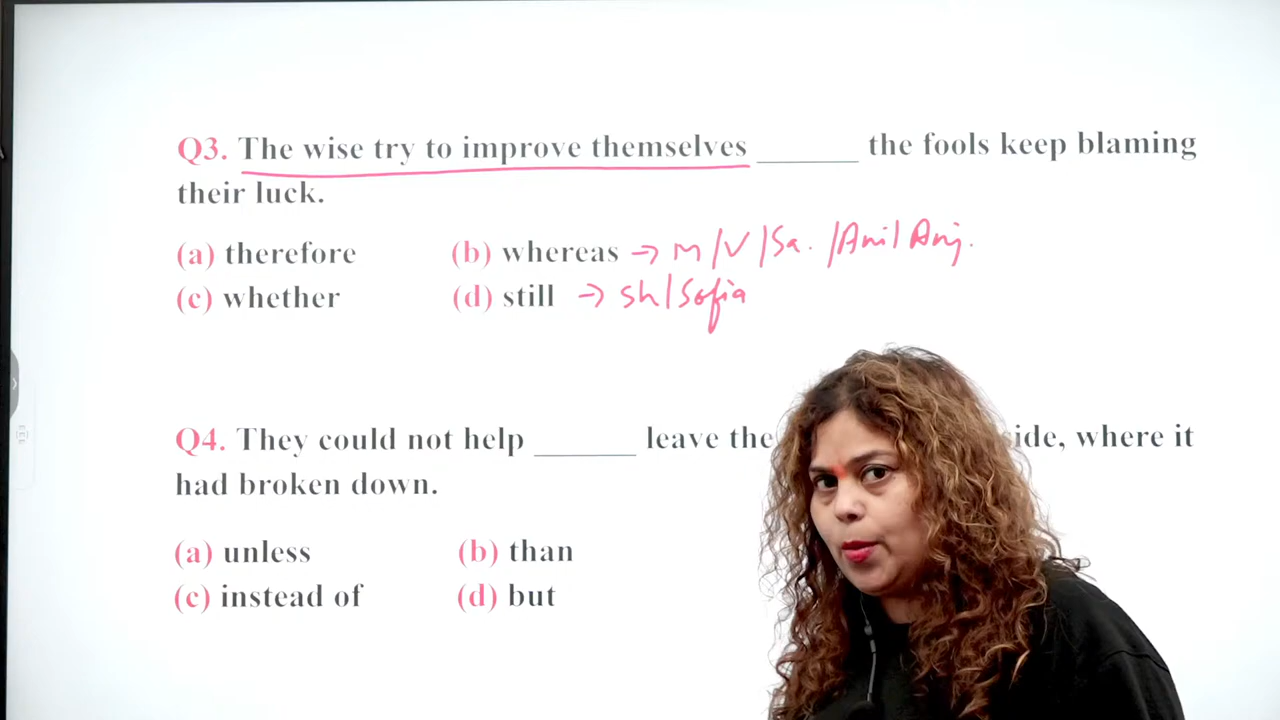 Q3. The wise try to improve themselves _______ the fools keep blaming
their luck.
(a) therefore (b) whereas → M/V/Sa. /Ani/Anj.
(c) whether (d) still → Sh/Sofia
Q4. They could not help _______ leave the side, where it
had broken down.
(a) unless (b) than
(c) instead of (d) but